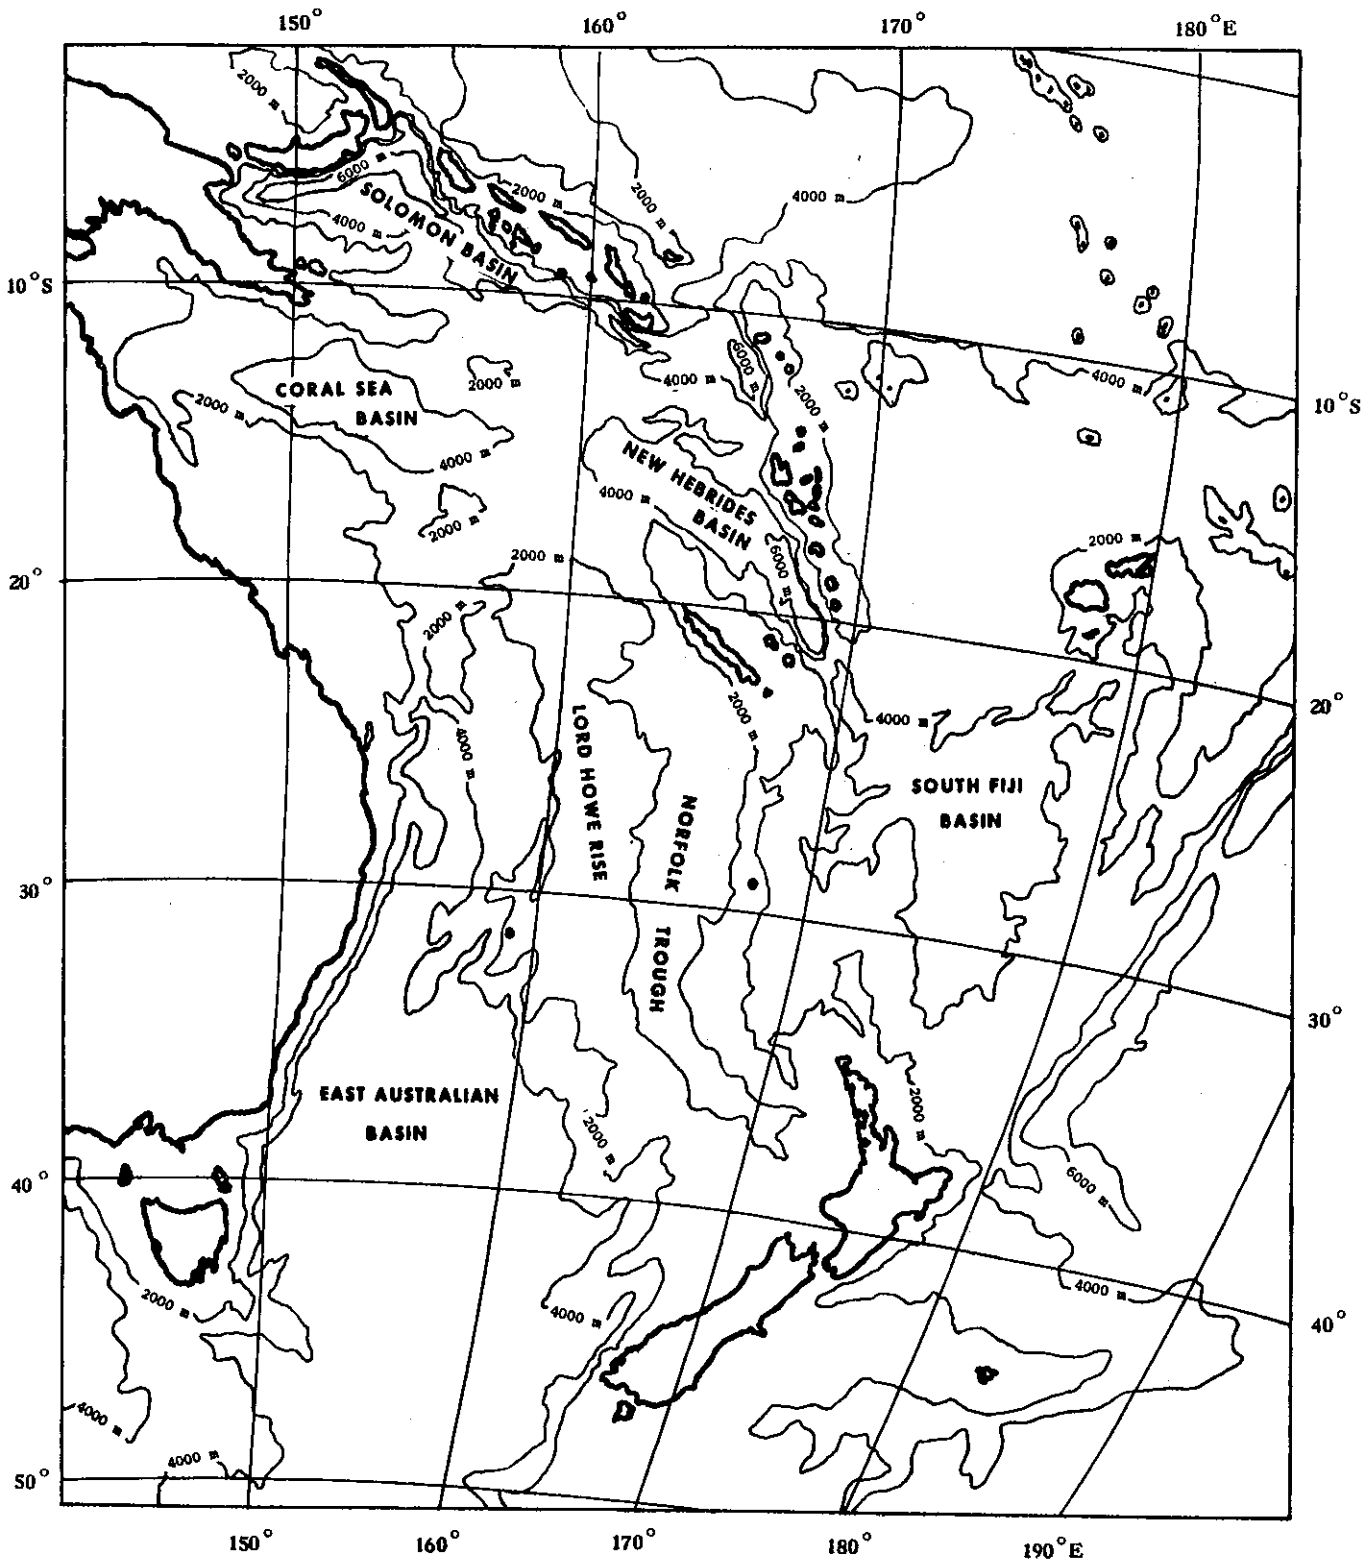 150° 160° 170° 180°E
2000 m
6000 m
SOLOMON BASIN
4000 m
2000 m
2000 m
4000 m
10°S
6000 m
4000 m
2000 m
4000 m
10°S
CORAL SEA
BASIN
2000 m
2000 m
4000 m
NEW HEBRIDES
BASIN
4000 m
2000 m
6000 m
2000 m
2000 m
20°
2000 m
20°
2000 m
4000 m
4000 m
LORD HOWE RISE
NORFOLK TROUGH
SOUTH FIJI
BASIN
30°
30°
EAST AUSTRALIAN
BASIN
2000 m
2000 m
40°
6000 m
2000 m
4000 m
4000 m
40°
4000 m
4000 m
50°
150° 160° 170° 180° 190°E